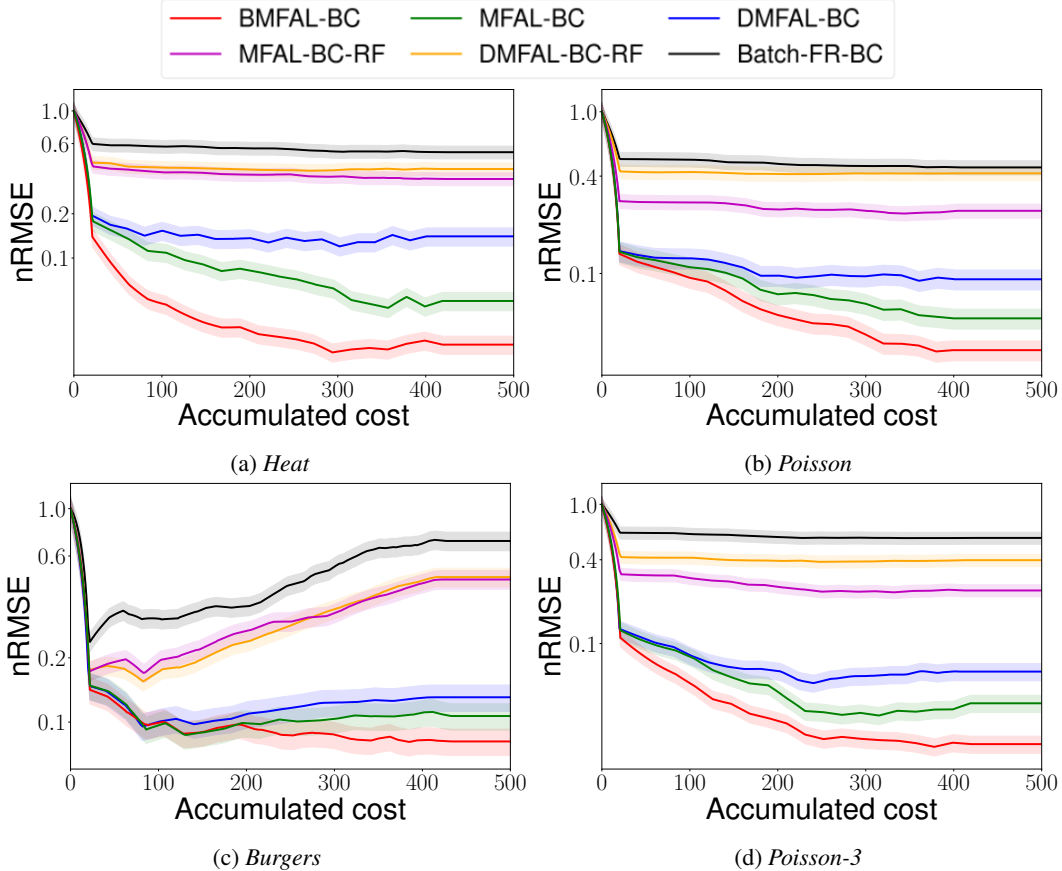 BMFAL-BC MFAL-BC DMFAL-BC
MFAL-BC-RF DMFAL-BC-RF Batch-FR-BC
nRMSE
1.0
0.6
0.2
0.1
0 100 200 300 400 500
Accumulated cost
(a) Heat
nRMSE
1.0
0.4
0.1
0 100 200 300 400 500
Accumulated cost
(b) Poisson
nRMSE
1.0
0.6
0.2
0.1
0 100 200 300 400 500
Accumulated cost
(c) Burgers
nRMSE
1.0
0.4
0.1
0 100 200 300 400 500
Accumulated cost
(d) Poisson-3